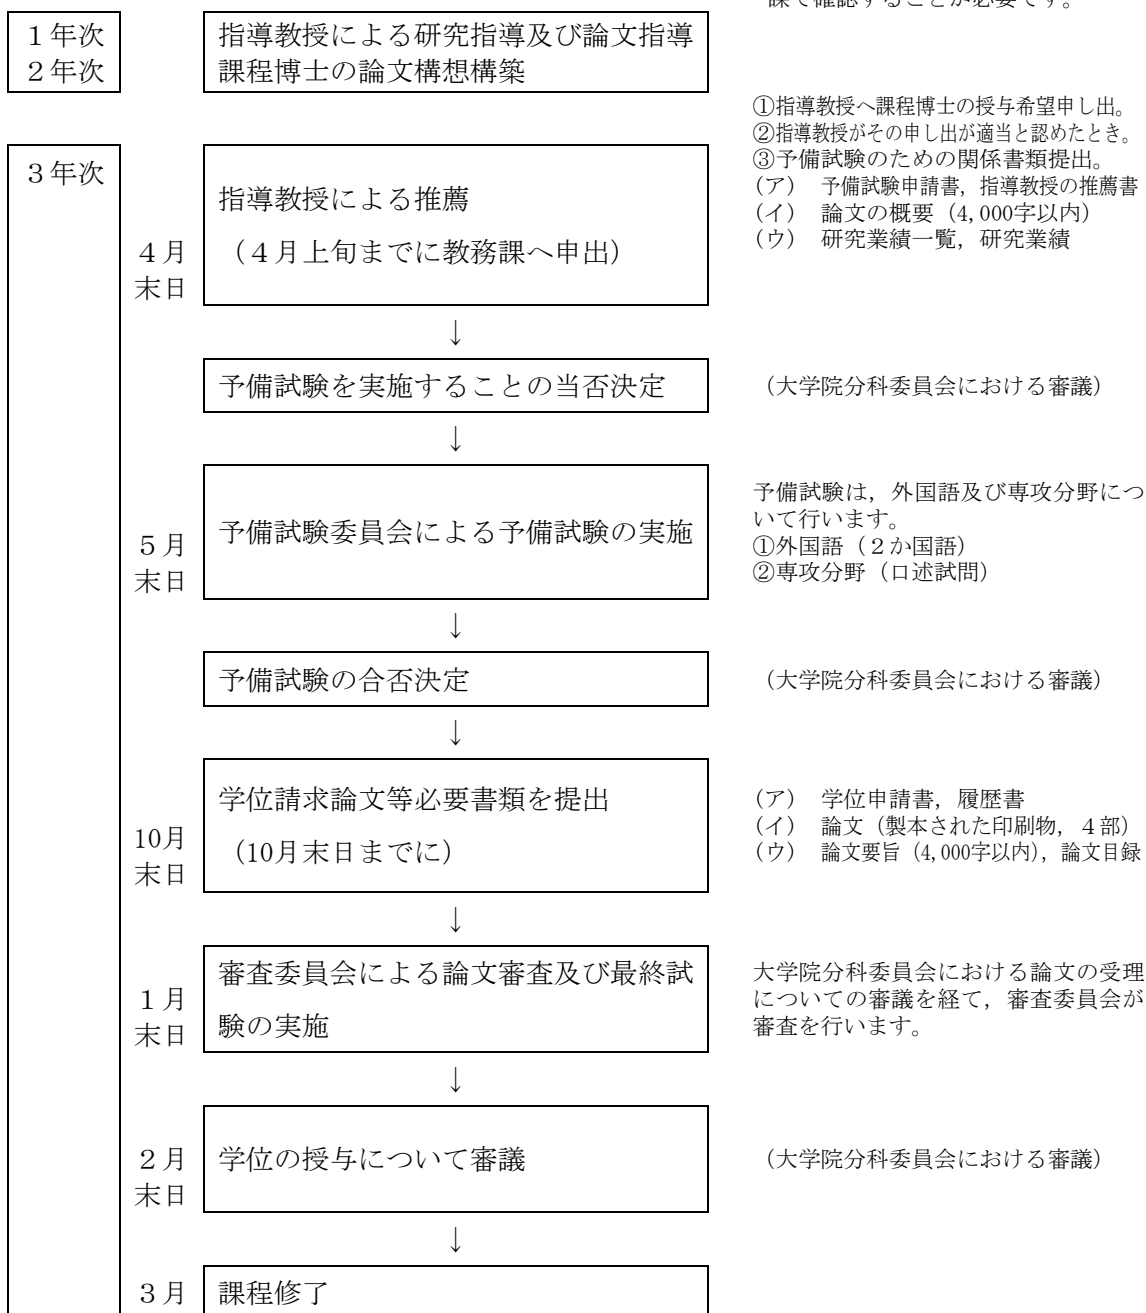 課で確認することが必要です。
１年次
２年次
指導教授による研究指導及び論文指導
課程博士の論文構想構築
①指導教授へ課程博士の授与希望申し出。
②指導教授がその申し出が適当と認めたとき。
③予備試験のための関係書類提出。
（ア）　予備試験申請書，指導教授の推薦書
（イ）　論文の概要（4,000字以内）
（ウ）　研究業績一覧，研究業績
３年次
４月
末日
指導教授による推薦
（４月上旬までに教務課へ申出）
↓
予備試験を実施することの当否決定
（大学院分科委員会における審議）
↓
５月
末日
予備試験委員会による予備試験の実施
予備試験は，外国語及び専攻分野につ
いて行います。
①外国語（２か国語）
②専攻分野（口述試問）
↓
予備試験の合否決定
（大学院分科委員会における審議）
↓
10月
末日
学位請求論文等必要書類を提出
（10月末日までに）
（ア）　学位申請書，履歴書
（イ）　論文（製本された印刷物，４部）
（ウ）　論文要旨（4,000字以内），論文目録
↓
１月
末日
審査委員会による論文審査及び最終試
験の実施
大学院分科委員会における論文の受理
についての審議を経て，審査委員会が
審査を行います。
↓
２月
末日
学位の授与について審議
（大学院分科委員会における審議）
↓
３月
課程修了